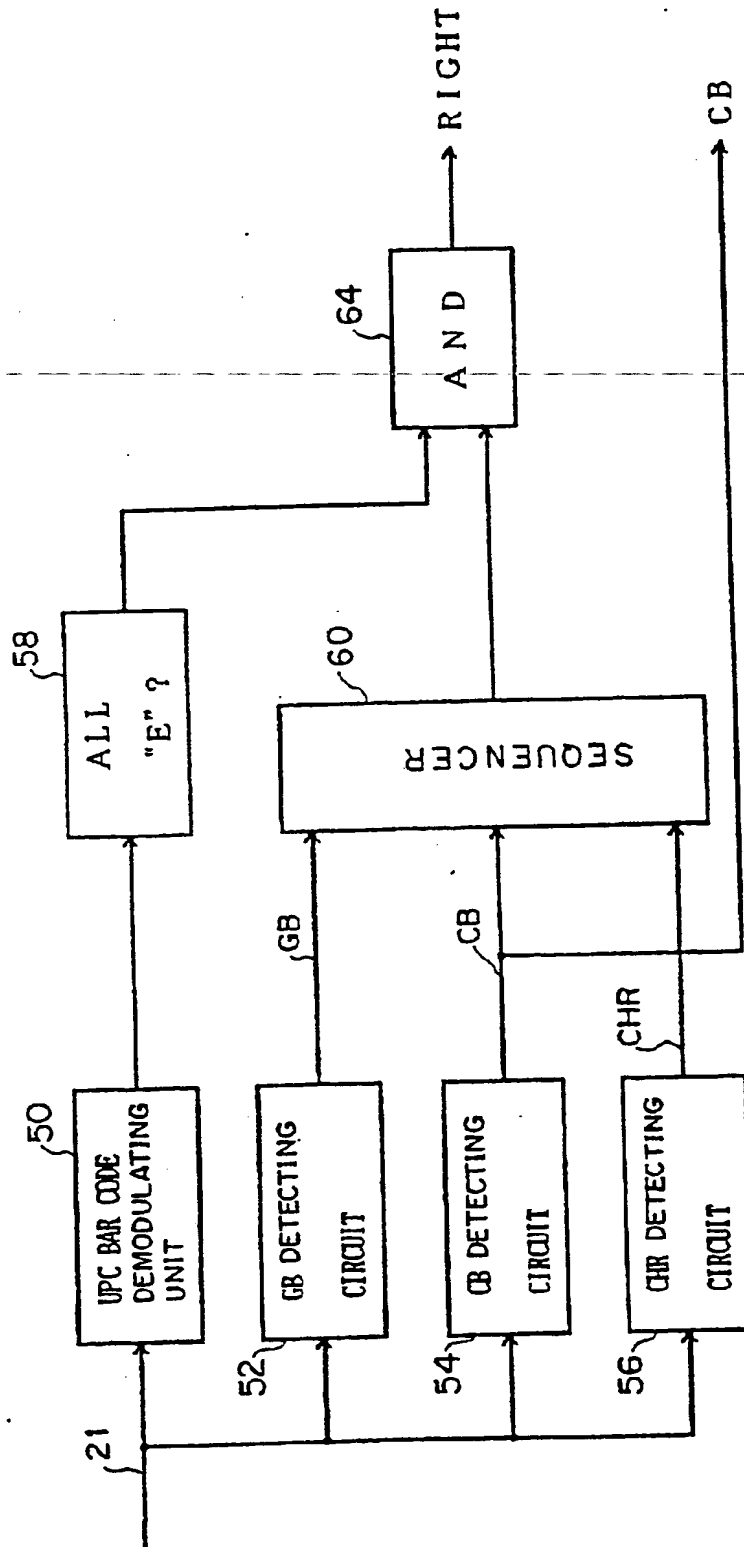 21
50
UPC BAR CODE
DEMODULATING
UNIT
58
ALL
"E"?
52
GB DETECTING
CIRCUIT
GB
54
CB DETECTING
CIRCUIT
CB
56
CHR DETECTING
CIRCUIT
CHR
60
SEQUENCER
64
AND
RIGHT
CB